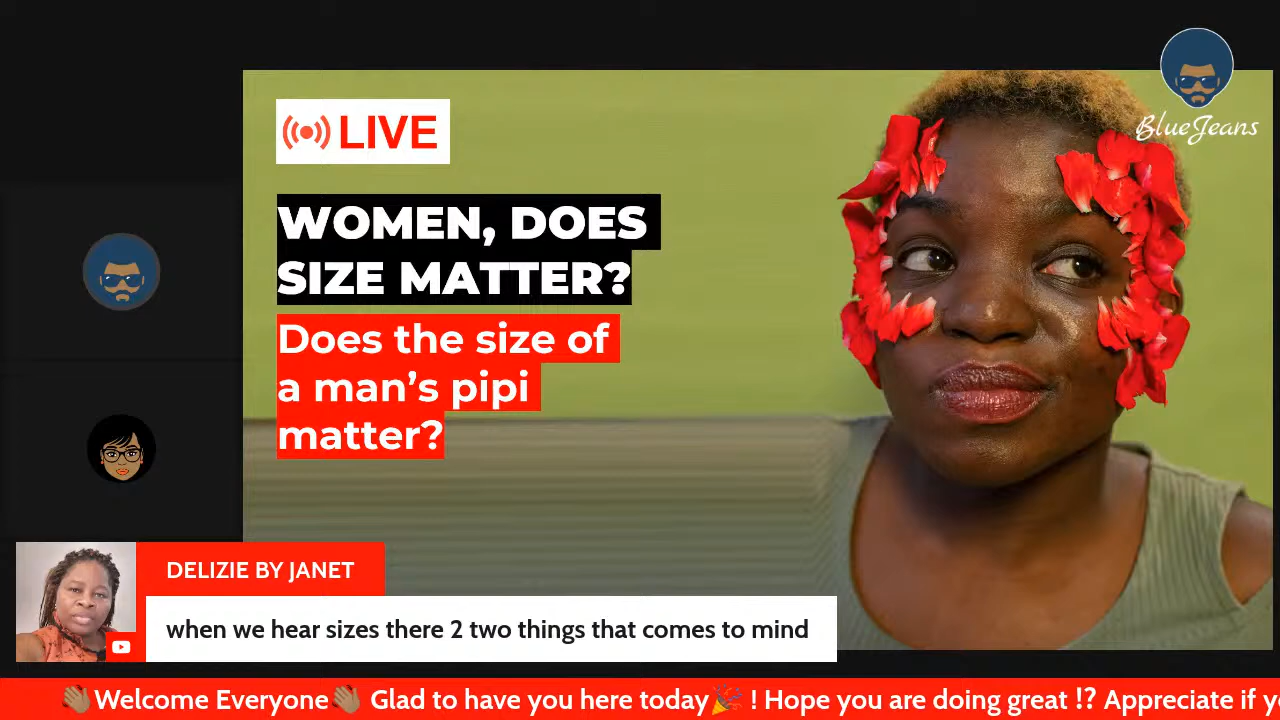 BlueJeans
LIVE
WOMEN, DOES
SIZE MATTER?
Does the size of
a man's pipi
matter?
DELIZIE BY JANET
when we hear sizes there 2 two things that comes to mind
👋🏽Welcome Everyone👋🏽 Glad to have you here today🎉 ! Hope you are doing great !? Appreciate if y